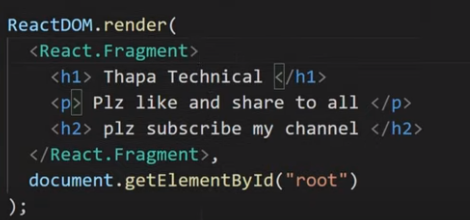 ReactDOM.render(
<React.Fragment>
<h1> Thapa Technical </h1>
<p> Plz like and share to all </p>
<h2> plz subscribe my channel </h2>
</React.Fragment>,
document.getElementById("root")
);